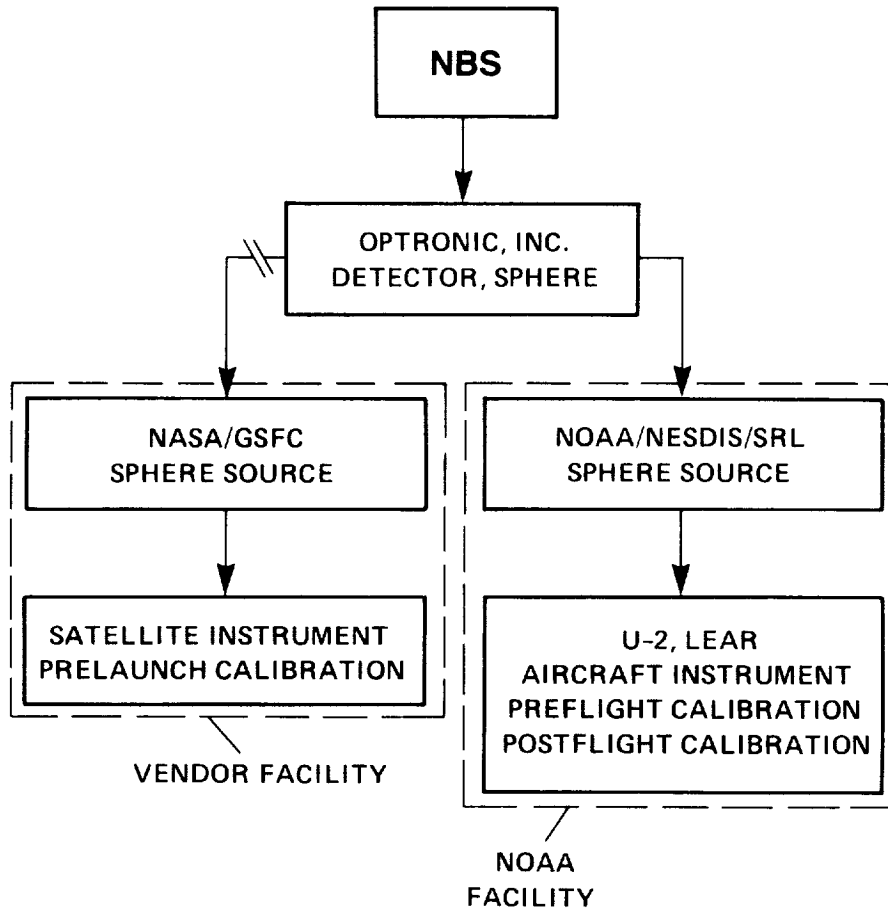 NBS
OPTRONIC, INC.
DETECTOR, SPHERE
NASA/GSFC
SPHERE SOURCE
SATELLITE INSTRUMENT
PRELAUNCH CALIBRATION
VENDOR FACILITY
NOAA/NESDIS/SRL
SPHERE SOURCE
U-2, LEAR
AIRCRAFT INSTRUMENT
PREFLIGHT CALIBRATION
POSTFLIGHT CALIBRATION
NOAA
FACILITY